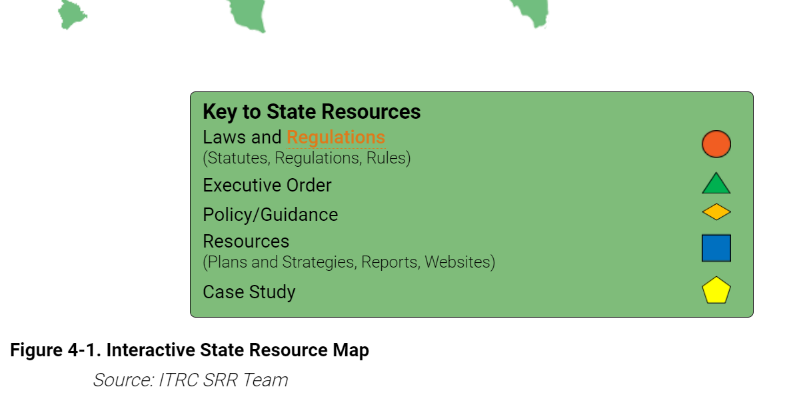 Key to State Resources
Laws and Regulations
(Statutes, Regulations, Rules)
Executive Order
Policy/Guidance
Resources
(Plans and Strategies, Reports, Websites)
Case Study
Figure 4-1. Interactive State Resource Map
Source: ITRC SRR Team